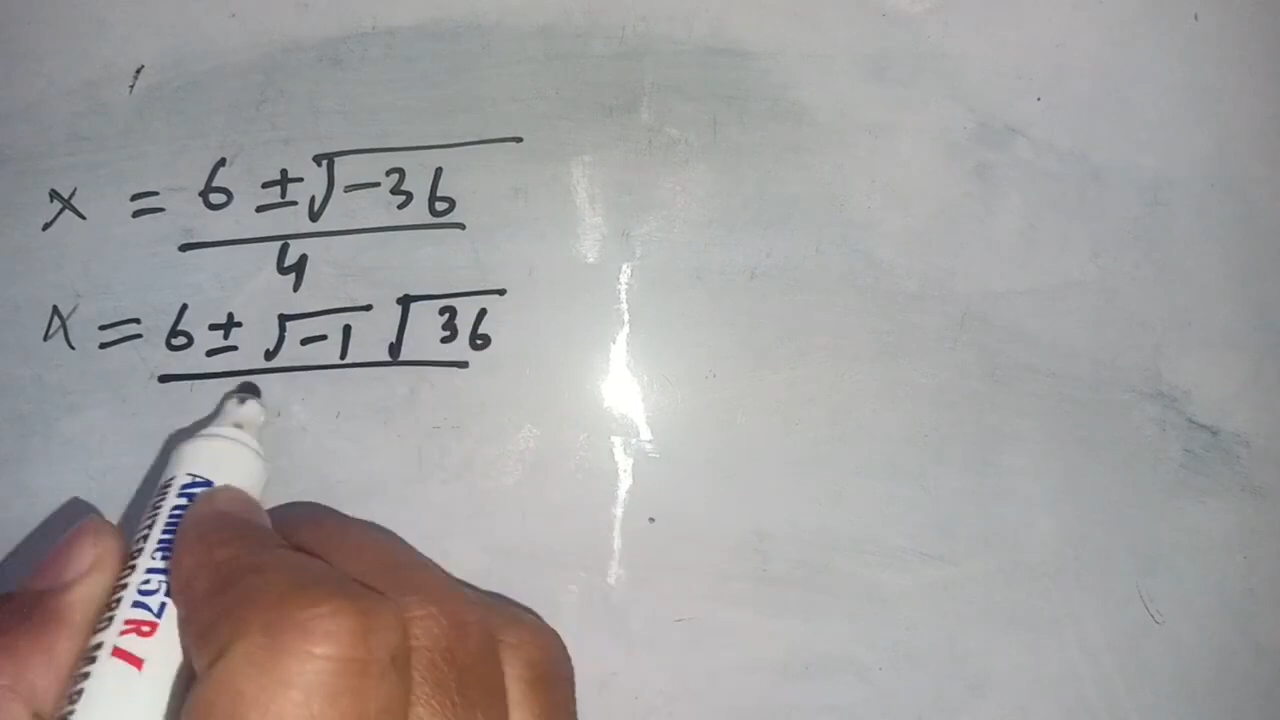 x = 6 ±√-36
4
x = 6 ± √-1 √36
Artline 157R